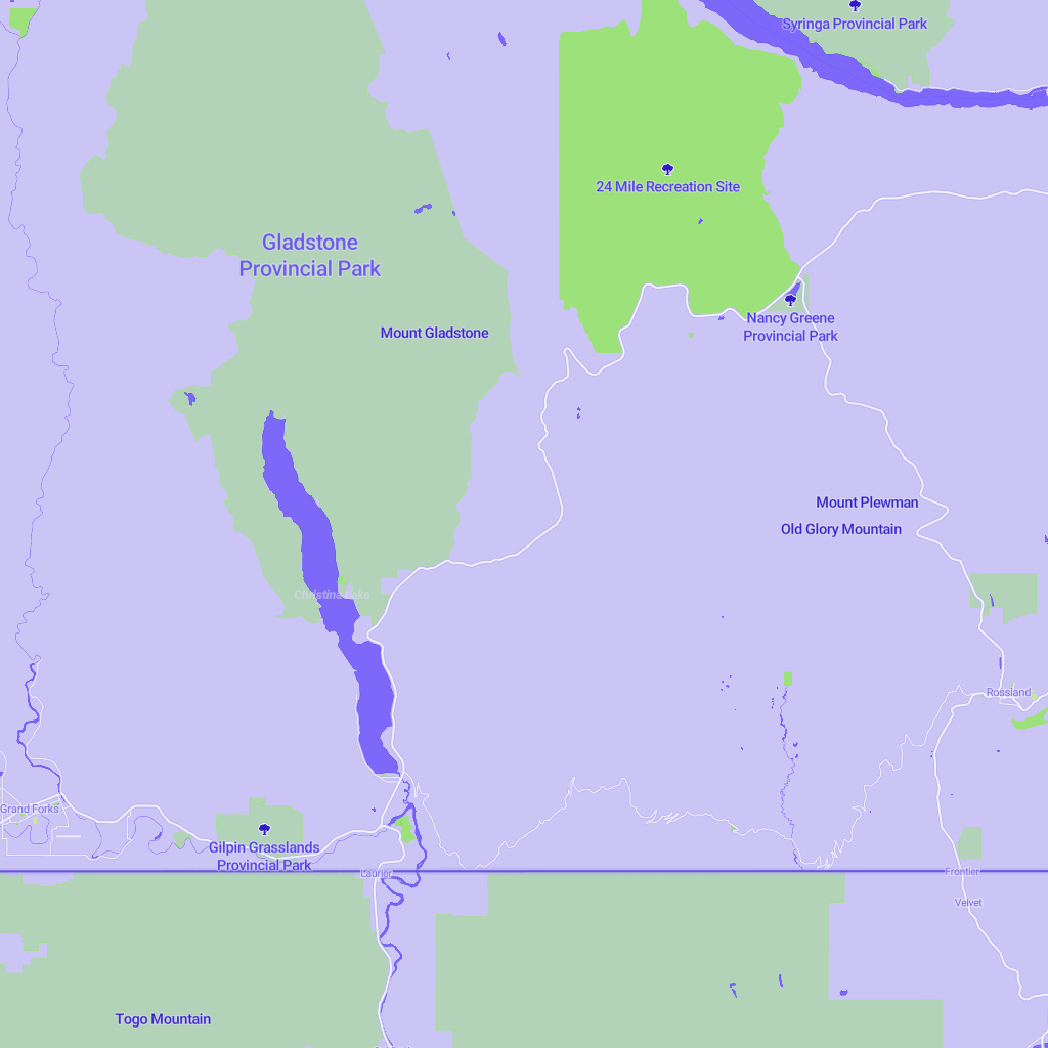 Syringa Provincial Park
24 Mile Recreation Site
Gladstone
Provincial Park
Mount Gladstone
Nancy Greene
Provincial Park
Mount Plewman
Old Glory Mountain
Christina Lake
Rossland
Grand Forks
Gilpin Grasslands
Provincial Park
Laurier
Frontier
Velvet
Togo Mountain